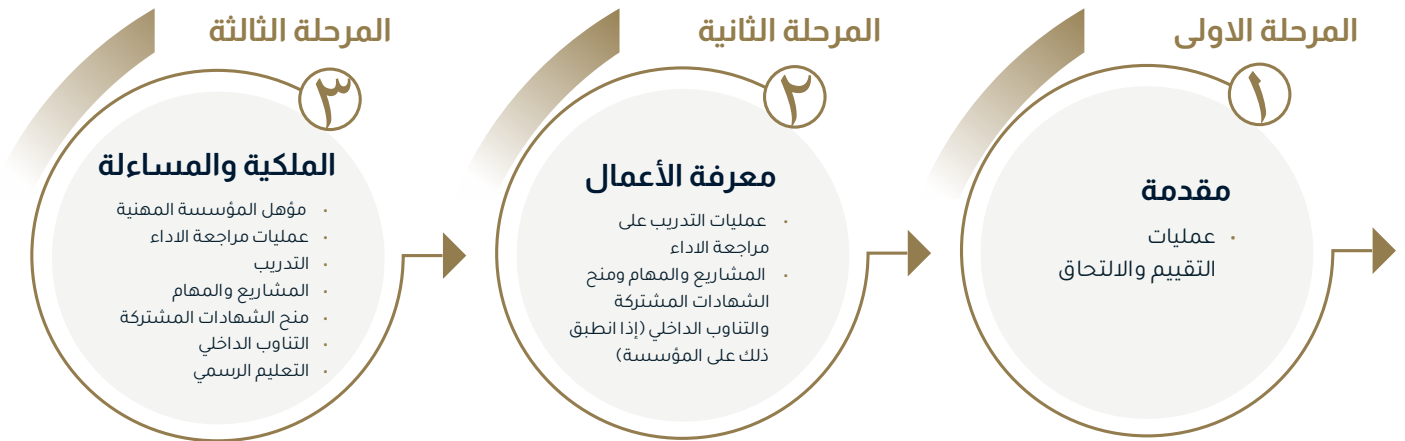 المرحلة الاولى
١
مقدمة
· عمليات
التقييم والالتحاق
المرحلة الثانية
٢
معرفة الأعمال
· عمليات التدريب على
مراجعة الاداء
· المشاريع والمهام ومنح
الشهادات المشتركة
والتناوب الداخلي (إذا انطبق
ذلك على المؤسسة)
المرحلة الثالثة
٣
الملكية والمساءلة
· مؤهل المؤسسة المهنية
· عمليات مراجعة الاداء
· التدريب
· المشاريع والمهام
· منح الشهادات المشتركة
· التناوب الداخلي
· التعليم الرسمي